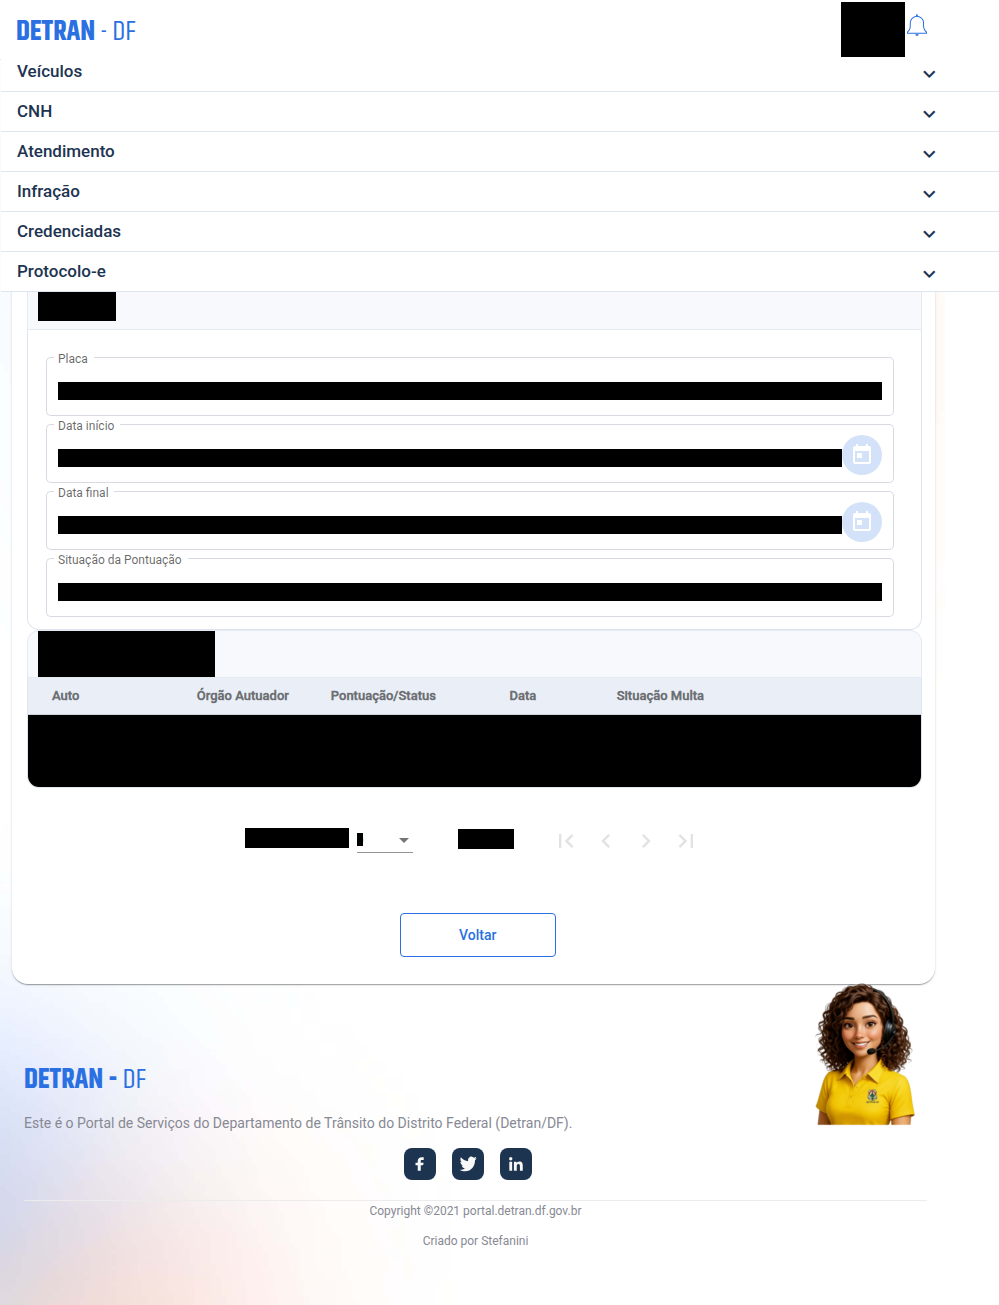 DETRAN - DF
Veículos
CNH
Atendimento
Infração
Credenciadas
Protocolo-e
Placa
Data início
Data final
Situação da Pontuação
Auto Órgão Autuador Pontuação/Status Data Situação Multa
Voltar
DETRAN - DF
Este é o Portal de Serviços do Departamento de Trânsito do Distrito Federal (Detran/DF).
Copyright ©2021 portal.detran.df.gov.br
Criado por Stefanini